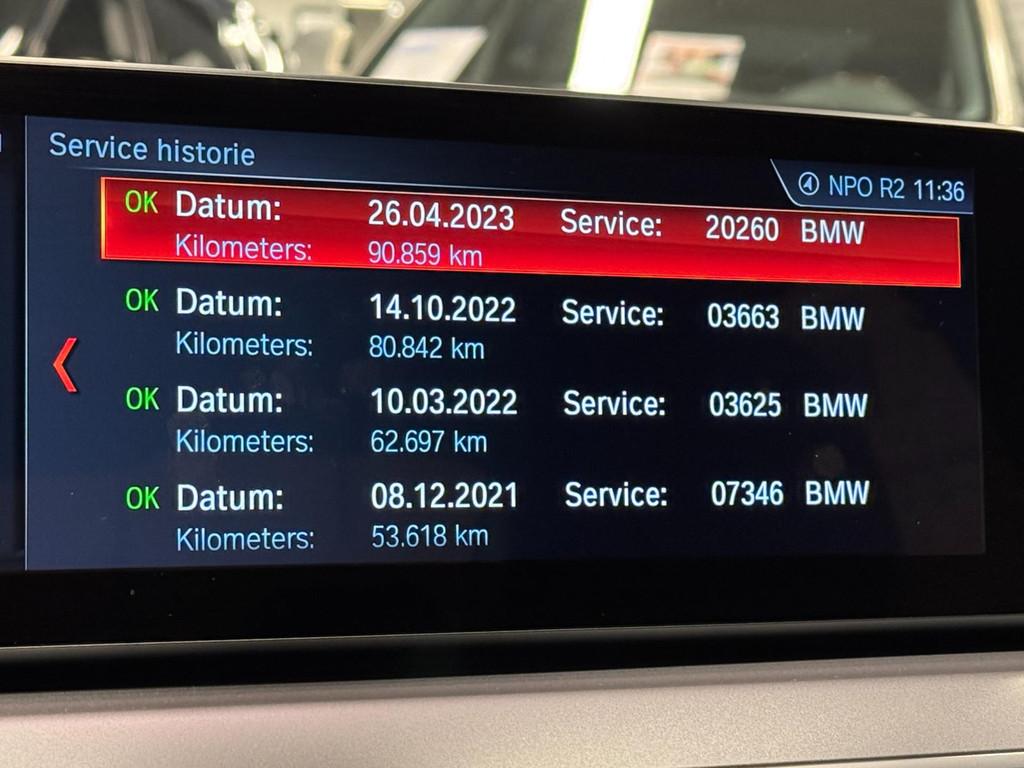 Service historie
NPO R2 11:36
OK Datum: 26.04.2023 Service: 20260 BMW
Kilometers: 90.859 km
OK Datum: 14.10.2022 Service: 03663 BMW
Kilometers: 80.842 km
OK Datum: 10.03.2022 Service: 03625 BMW
Kilometers: 62.697 km
OK Datum: 08.12.2021 Service: 07346 BMW
Kilometers: 53.618 km